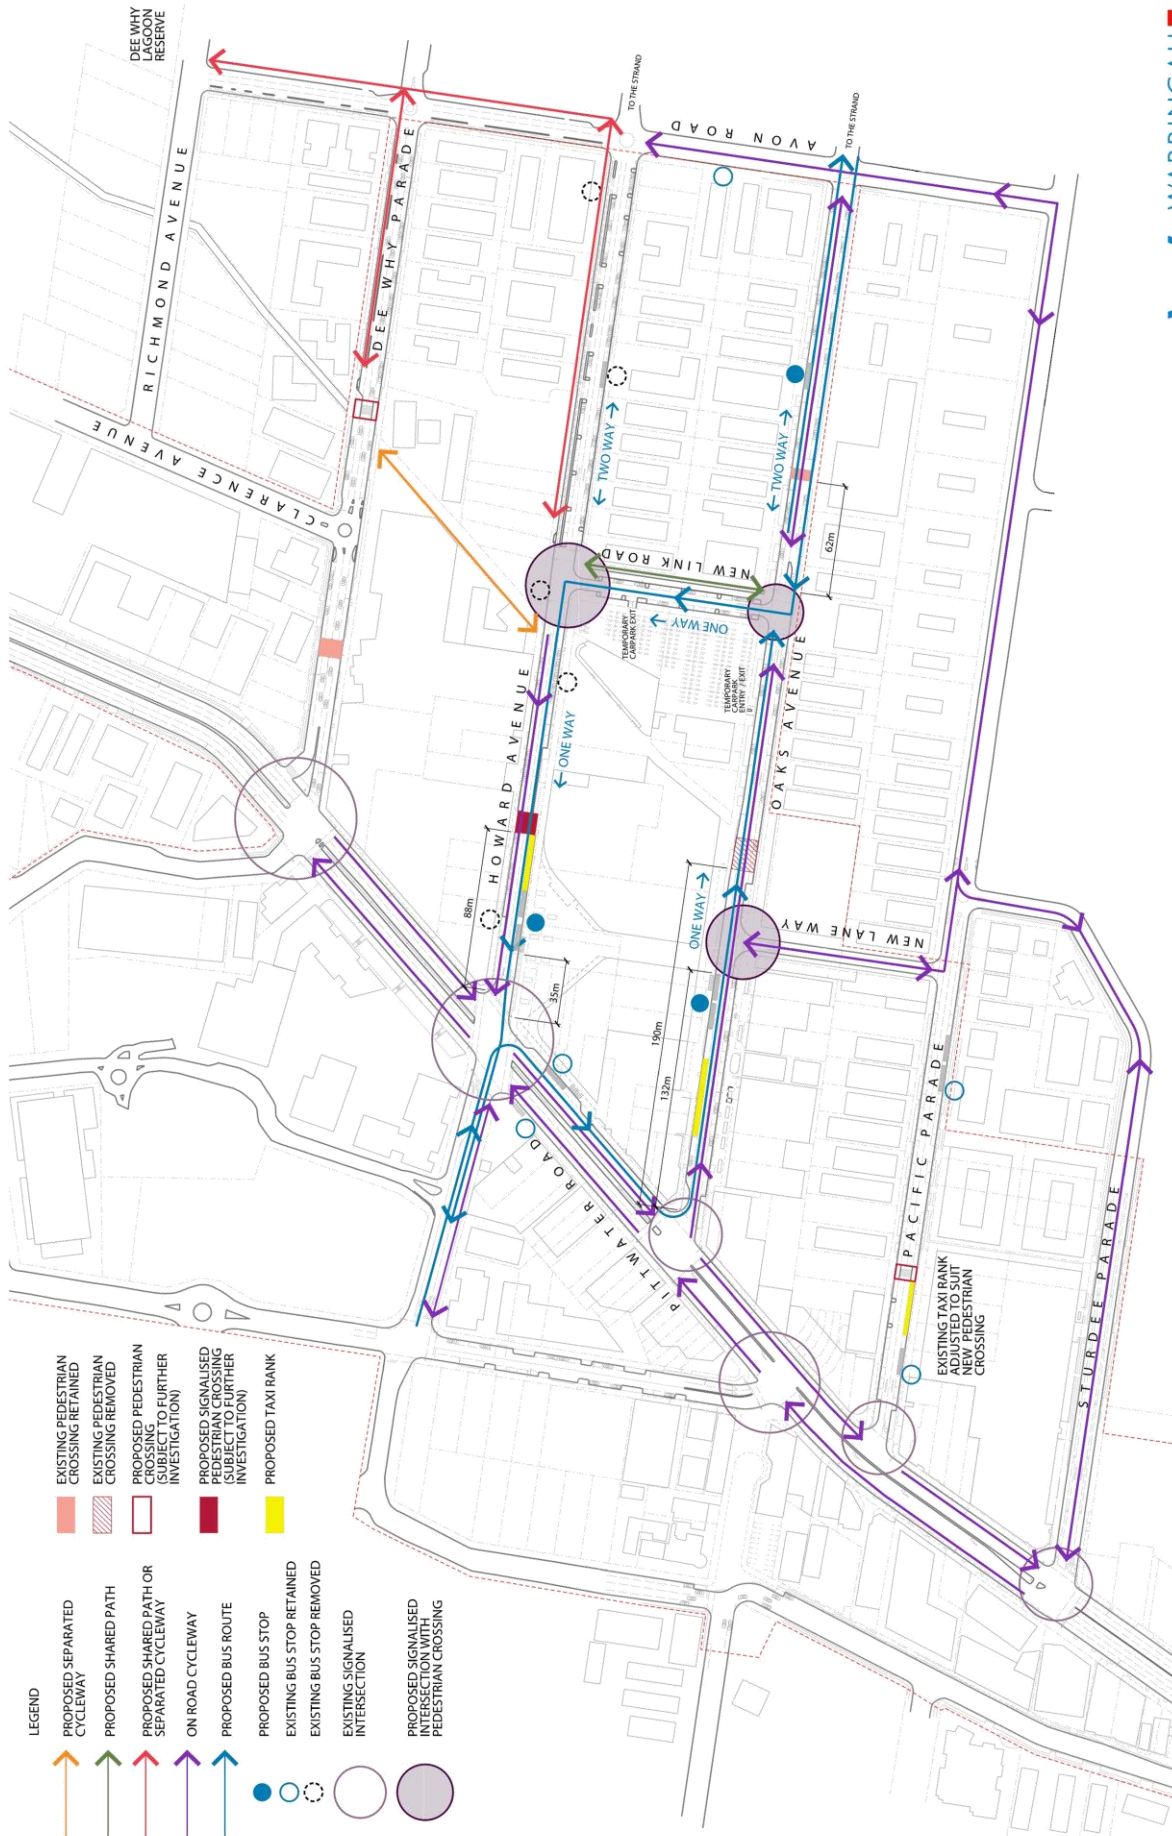 LEGEND
PROPOSED SEPARATED
CYCLEWAY
PROPOSED SHARED PATH
PROPOSED SHARED PATH OR
SEPARATED CYCLEWAY
ON ROAD CYCLEWAY
PROPOSED BUS ROUTE
PROPOSED BUS STOP
EXISTING BUS STOP RETAINED
EXISTING BUS STOP REMOVED
EXISTING SIGNALISED
INTERSECTION
PROPOSED SIGNALISED
INTERSECTION WITH
PEDESTRIAN CROSSING
EXISTING PEDESTRIAN
CROSSING RETAINED
EXISTING PEDESTRIAN
CROSSING REMOVED
PROPOSED PEDESTRIAN
CROSSING
(SUBJECT TO FURTHER
INVESTIGATION)
PROPOSED SIGNALISED
PEDESTRIAN CROSSING
(SUBJECT TO FURTHER
INVESTIGATION)
PROPOSED TAXI RANK
DEE WHY
LAGOON
RESERVE
RICHMOND AVENUE
CLARENCE AVENUE
DEE WHY PARADE
TO THE STRAND
AVON ROAD
TO THE STRAND
TWO WAY
TWO WAY
62m
NEW LINK ROAD
ONE WAY
TEMPORARY
CARPARK EXIT
TEMPORARY
CARPARK
ENTRY / EXIT
HOWARD AVENUE
ONE WAY
88m
35m
OAKS AVENUE
ONE WAY
190m
132m
NEW LANE WAY
PITTWATER ROAD
PACIFIC PARADE
EXISTING TAXI RANK
ADJUSTED TO SUIT
NEW PEDESTRIAN
CROSSING
STURDEE PARADE